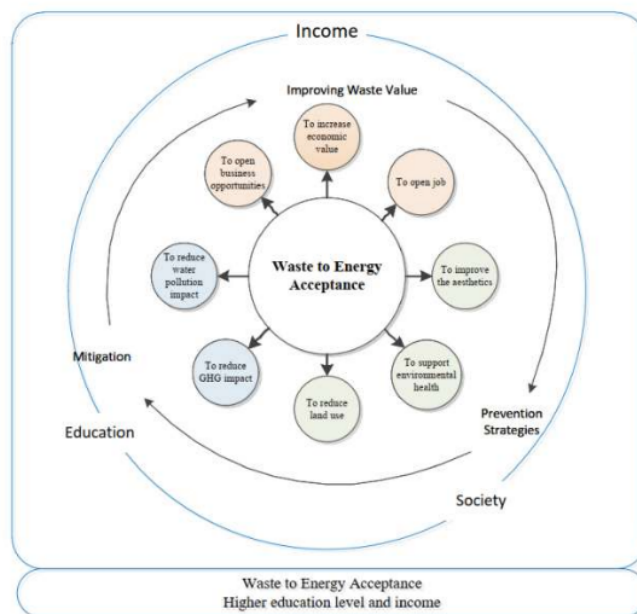 Income
Improving Waste Value
To increase
economic
value
To open
business
opportunities
To open job
To reduce
water
pollution
impact
Waste to Energy
Acceptance
To improve
the aesthetics
Mitigation
To reduce
GHG impact
To support
environmental
health
To reduce
land use
Prevention
Strategies
Education
Society
Waste to Energy Acceptance
Higher education level and income